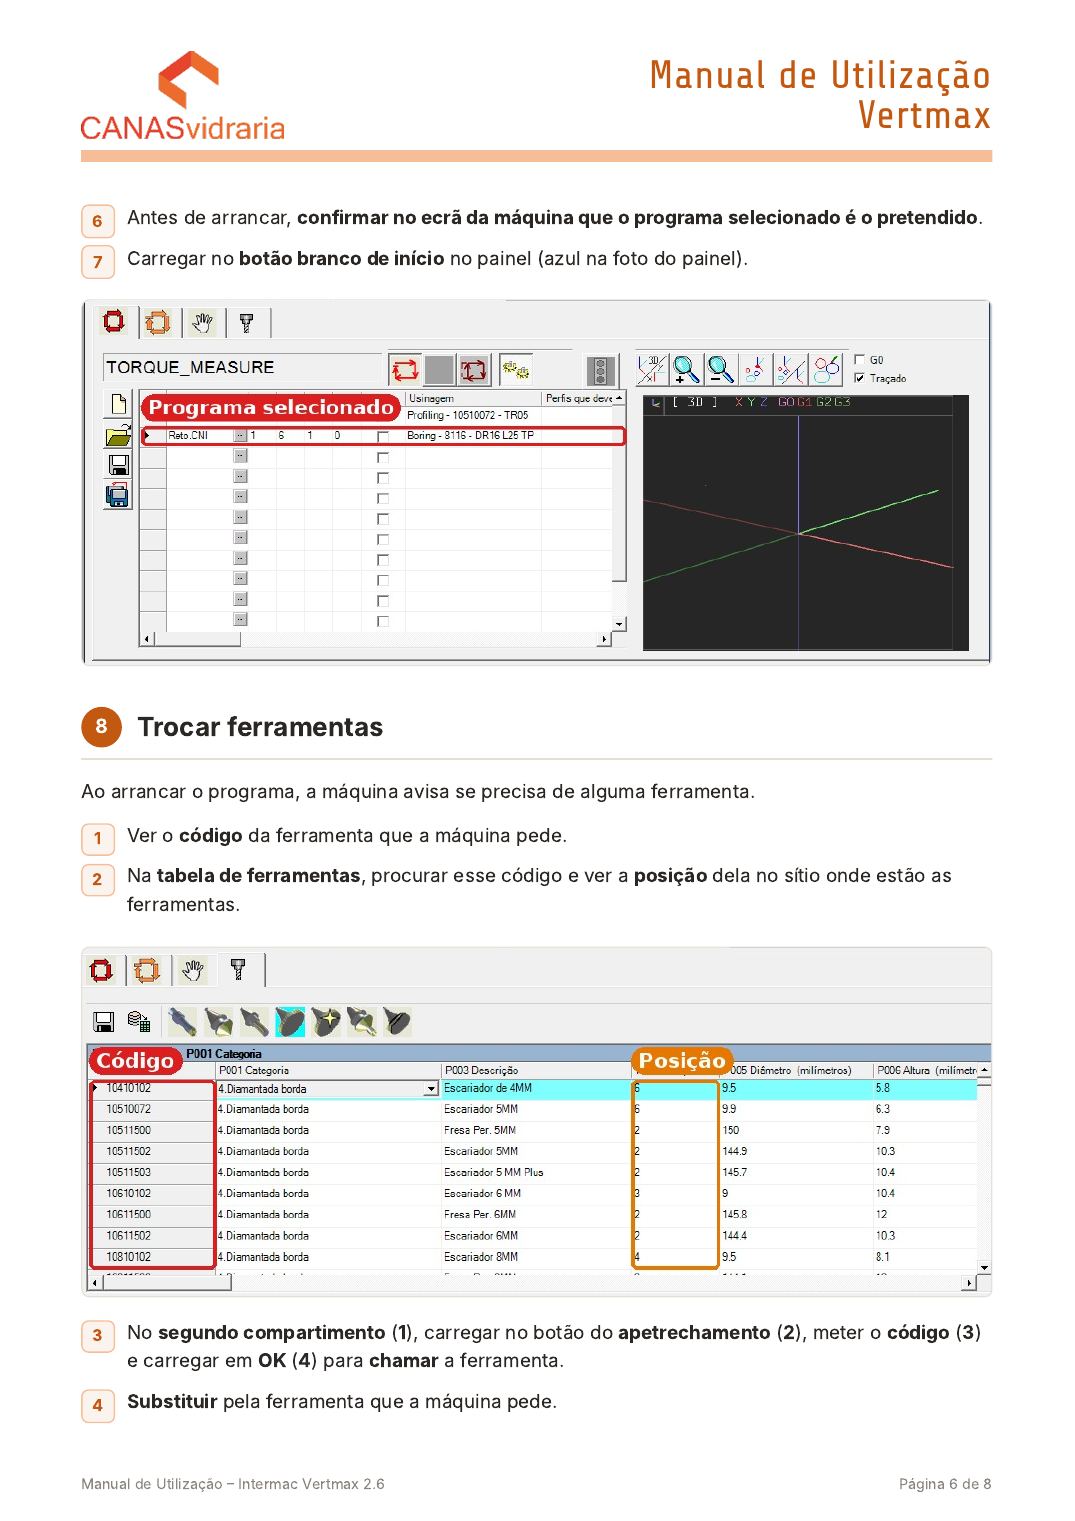 CANASvidraria
Manual de Utilização
Vertmax
6 Antes de arrancar, confirmar no ecrã da máquina que o programa selecionado é o pretendido.
7 Carregar no botão branco de início no painel (azul na foto do painel).
TORQUE_MEASURE
3D
G0
Traçado
Programa selecionado
Usinagem
Perfis que deve
[ 3D ] X Y Z G0 G1 G2 G3
Profiling - 10510072 - TR05
Reto.CNI 1 6 1 0 Boring - 8116 - DR16 L25 TP
8 Trocar ferramentas
Ao arrancar o programa, a máquina avisa se precisa de alguma ferramenta.
1 Ver o código da ferramenta que a máquina pede.
2 Na tabela de ferramentas, procurar esse código e ver a posição dela no sítio onde estão as
ferramentas.
P001 Categoria
Código
Posição
P001 Categoria P003 Descrição 005 Diâmetro (milímetros) P006 Altura (milímetr
10410102 4.Diamantada borda Escariador de 4MM 6 9.5 5.8
10510072 4.Diamantada borda Escariador 5MM 6 9.9 6.3
10511500 4.Diamantada borda Fresa Per. 5MM 2 150 7.9
10511502 4.Diamantada borda Escariador 5MM 2 144.9 10.3
10511503 4.Diamantada borda Escariador 5 MM Plus 2 145.7 10.4
10610102 4.Diamantada borda Escariador 6 MM 3 9 10.4
10611500 4.Diamantada borda Fresa Per. 6MM 2 145.8 12
10611502 4.Diamantada borda Escariador 6MM 2 144.4 10.3
10810102 4.Diamantada borda Escariador 8MM 4 9.5 8.1
3 No segundo compartimento (1), carregar no botão do apetrechamento (2), meter o código (3)
e carregar em OK (4) para chamar a ferramenta.
4 Substituir pela ferramenta que a máquina pede.
Manual de Utilização – Intermac Vertmax 2.6
Página 6 de 8